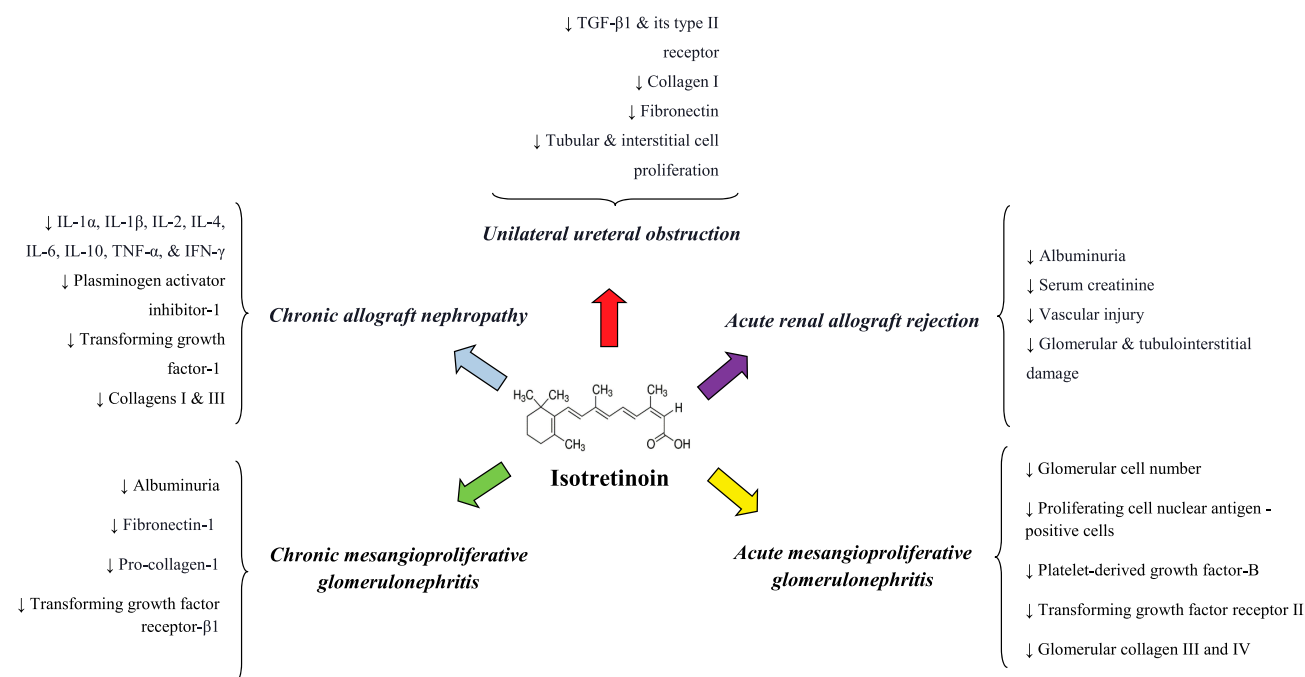 ↓ TGF-β1 & its type II
receptor
↓ Collagen I
↓ Fibronectin
↓ Tubular & interstitial cell
proliferation
Unilateral ureteral obstruction
↓ IL-1α, IL-1β, IL-2, IL-4,
IL-6, IL-10, TNF-α, & IFN-γ
↓ Plasminogen activator
inhibitor-1
↓ Transforming growth
factor-1
↓ Collagens I & III
Chronic allograft nephropathy
Acute renal allograft rejection
↓ Albuminuria
↓ Serum creatinine
↓ Vascular injury
↓ Glomerular & tubulointerstitial
damage
H₃C CH₃ CH₃ CH₃
H
CH₃ O OH
Isotretinoin
↓ Albuminuria
↓ Fibronectin-1
↓ Pro-collagen-1
↓ Transforming growth factor
receptor-β1
Chronic mesangioproliferative
glomerulonephritis
Acute mesangioproliferative
glomerulonephritis
↓ Glomerular cell number
↓ Proliferating cell nuclear antigen -
positive cells
↓ Platelet-derived growth factor-B
↓ Transforming growth factor receptor II
↓ Glomerular collagen III and IV